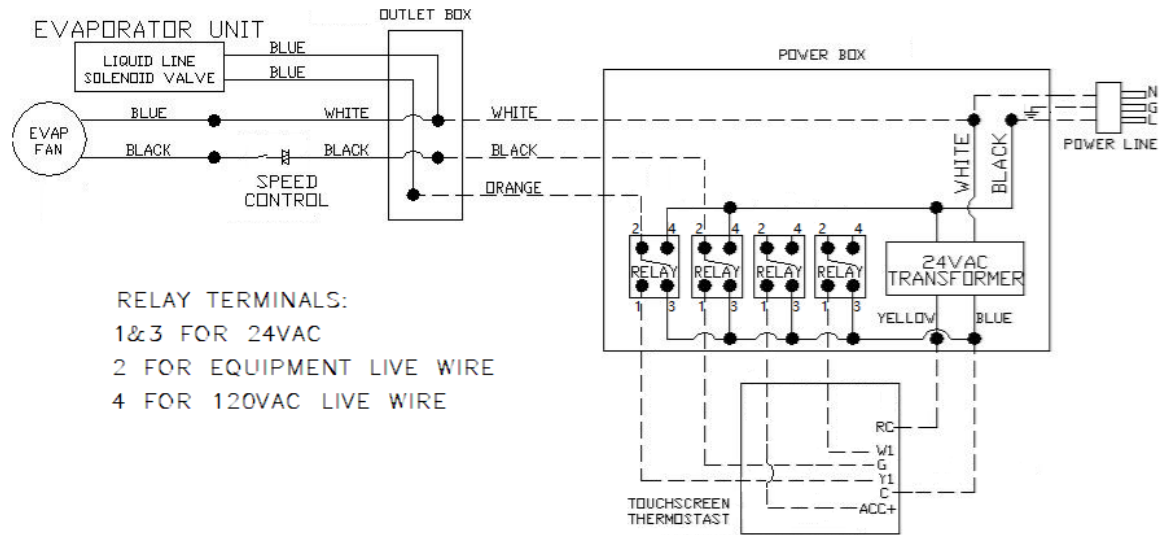 OUTLET BOX
EVAPORATOR UNIT
BLUE
LIQUID LINE
SOLENOID VALVE
BLUE
POWER BOX
BLUE
WHITE
WHITE
N
G
L
EVAP
FAN
BLACK
BLACK
BLACK
POWER LINE
SPEED
CONTROL
ORANGE
WHITE
BLACK
2 4 2 4 2 4 2 4
RELAY RELAY RELAY RELAY
24VAC
TRANSFORMER
1 3 1 3 1 3 1 3
YELLOW BLUE
RELAY TERMINALS:
1&3 FOR 24VAC
2 FOR EQUIPMENT LIVE WIRE
4 FOR 120VAC LIVE WIRE
RC
W1
G
Y1
C
ACC+
TOUCHSCREEN
THERMOSTAST